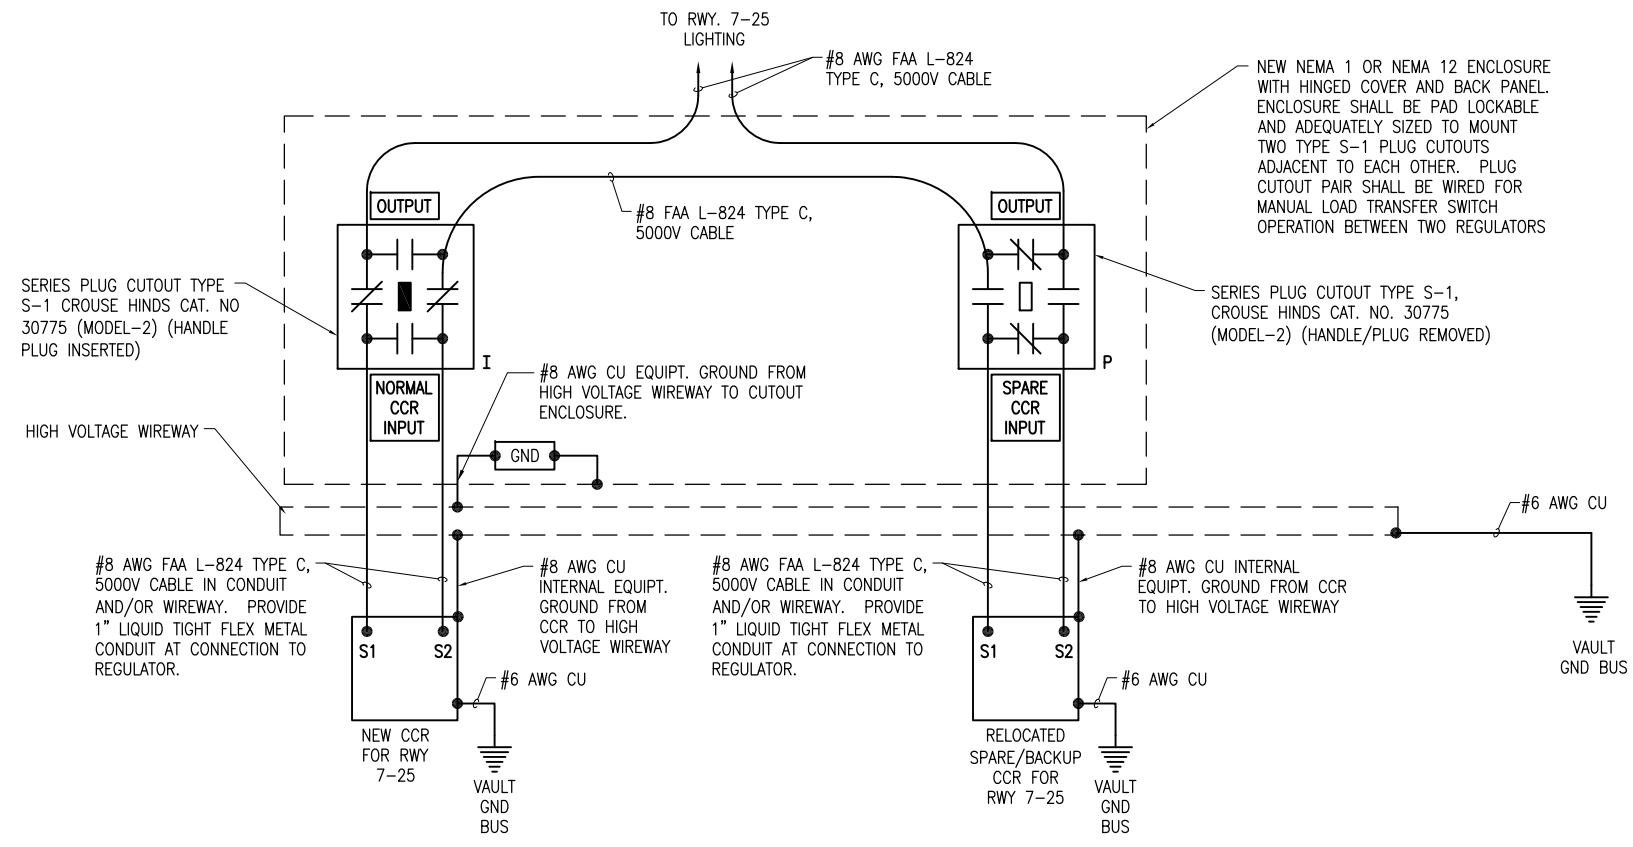 TO RWY. 7-25
LIGHTING
#8 AWG FAA L-824
TYPE C, 5000V CABLE
NEW NEMA 1 OR NEMA 12 ENCLOSURE
WITH HINGED COVER AND BACK PANEL.
ENCLOSURE SHALL BE PAD LOCKABLE
AND ADEQUATELY SIZED TO MOUNT
TWO TYPE S-1 PLUG CUTOUTS
ADJACENT TO EACH OTHER. PLUG
CUTOUT PAIR SHALL BE WIRED FOR
MANUAL LOAD TRANSFER SWITCH
OPERATION BETWEEN TWO REGULATORS
OUTPUT
#8 FAA L-824 TYPE C,
5000V CABLE
OUTPUT
SERIES PLUG CUTOUT TYPE
S-1 CROUSE HINDS CAT. NO
30775 (MODEL-2) (HANDLE
PLUG INSERTED)
SERIES PLUG CUTOUT TYPE S-1,
CROUSE HINDS CAT. NO. 30775
(MODEL-2) (HANDLE/PLUG REMOVED)
I
P
NORMAL
CCR
INPUT
#8 AWG CU EQUIPT. GROUND FROM
HIGH VOLTAGE WIREWAY TO CUTOUT
ENCLOSURE.
SPARE
CCR
INPUT
HIGH VOLTAGE WIREWAY
GND
#6 AWG CU
#8 AWG FAA L-824 TYPE C,
5000V CABLE IN CONDUIT
AND/OR WIREWAY. PROVIDE
1" LIQUID TIGHT FLEX METAL
CONDUIT AT CONNECTION TO
REGULATOR.
#8 AWG CU
INTERNAL EQUIPT.
GROUND FROM
CCR TO HIGH
VOLTAGE WIREWAY
#8 AWG FAA L-824 TYPE C,
5000V CABLE IN CONDUIT
AND/OR WIREWAY. PROVIDE
1" LIQUID TIGHT FLEX METAL
CONDUIT AT CONNECTION TO
REGULATOR.
#8 AWG CU INTERNAL
EQUIPT. GROUND FROM CCR
TO HIGH VOLTAGE WIREWAY
S1 S2
S1 S2
VAULT
GND BUS
#6 AWG CU
#6 AWG CU
NEW CCR
FOR RWY
7-25
VAULT
GND
BUS
RELOCATED
SPARE/BACKUP
CCR FOR
RWY 7-25
VAULT
GND
BUS